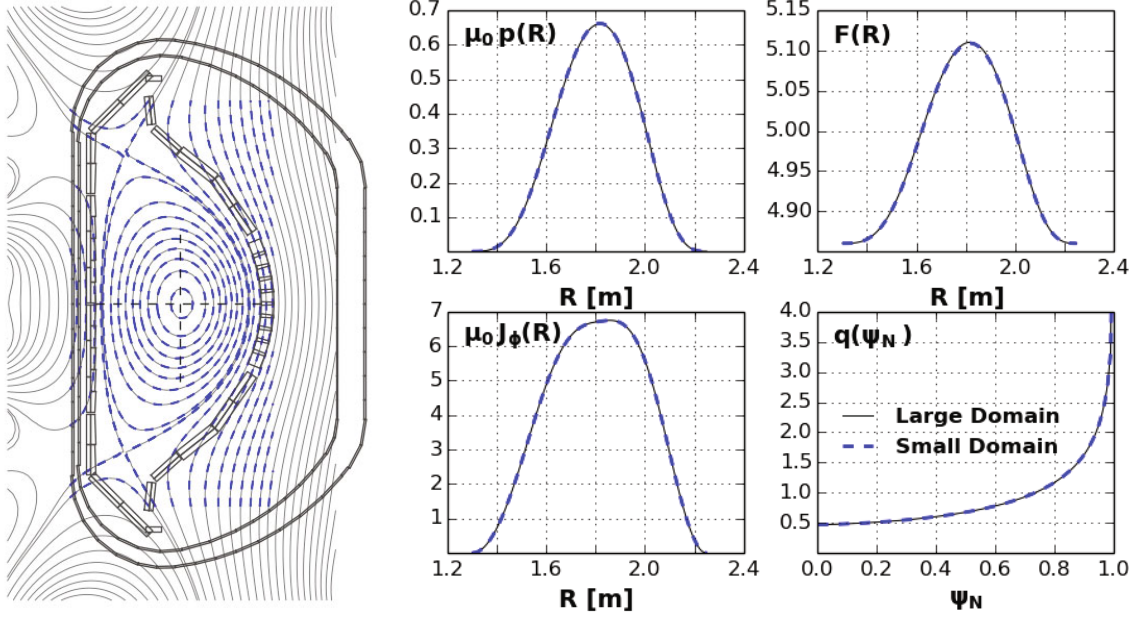 μ₀ p(R)
0.7
0.6
0.5
0.4
0.3
0.2
0.1
1.2 1.6 2.0 2.4
R [m]
F(R)
5.15
5.10
5.05
5.00
4.95
4.90
1.2 1.6 2.0 2.4
R [m]
μ₀ J_ϕ(R)
7
6
5
4
3
2
1
1.2 1.6 2.0 2.4
R [m]
q(ψ_N)
4.0
3.5
3.0
2.5
2.0
1.5
1.0
0.5
Large Domain
Small Domain
0.0 0.2 0.4 0.6 0.8 1.0
ψ_N